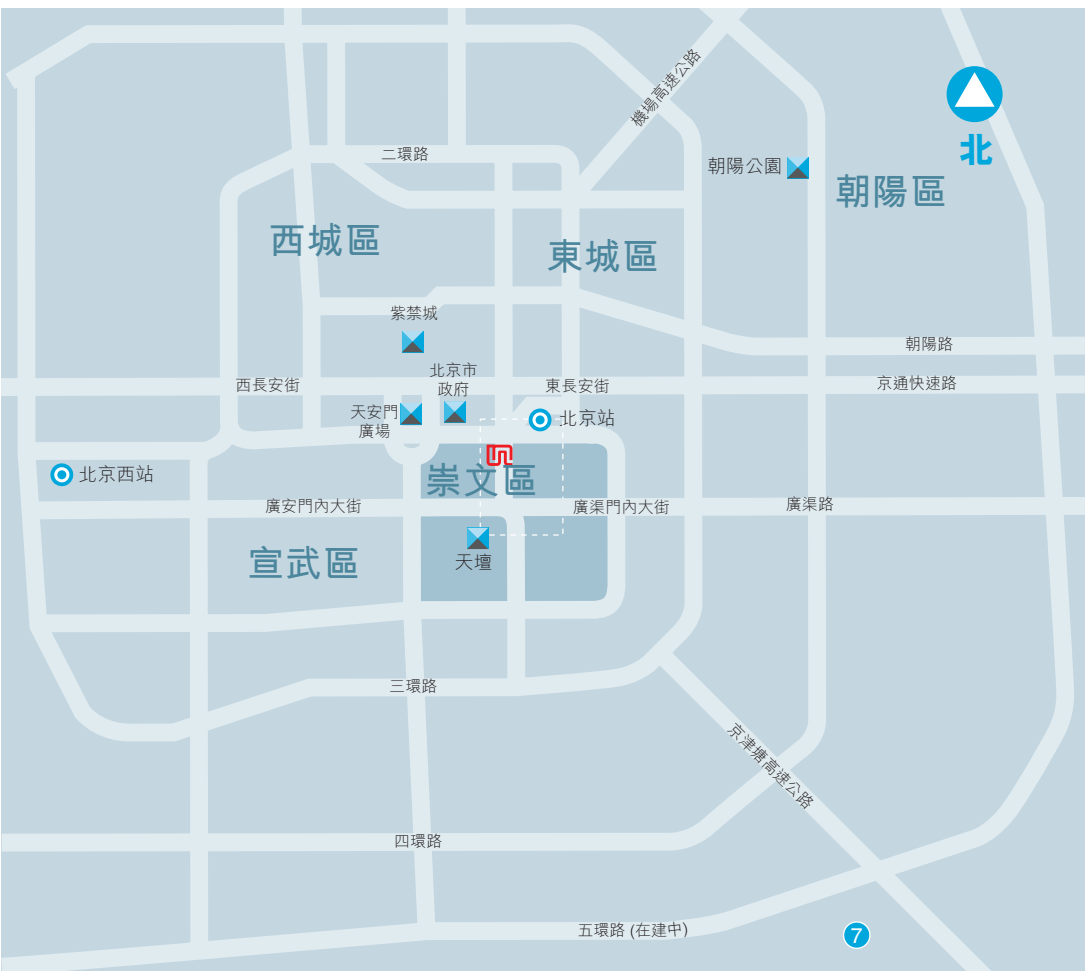 機場高速公路
北
二環路
朝陽公園
朝陽區
西城區
東城區
紫禁城
朝陽路
北京市
政府
西長安街
東長安街
京通快速路
天安門
廣場
北京站
北京西站
崇文區
廣安門內大街
廣渠門內大街
廣渠路
宣武區
天壇
三環路
京津塘高速公路
四環路
五環路 (在建中)
7